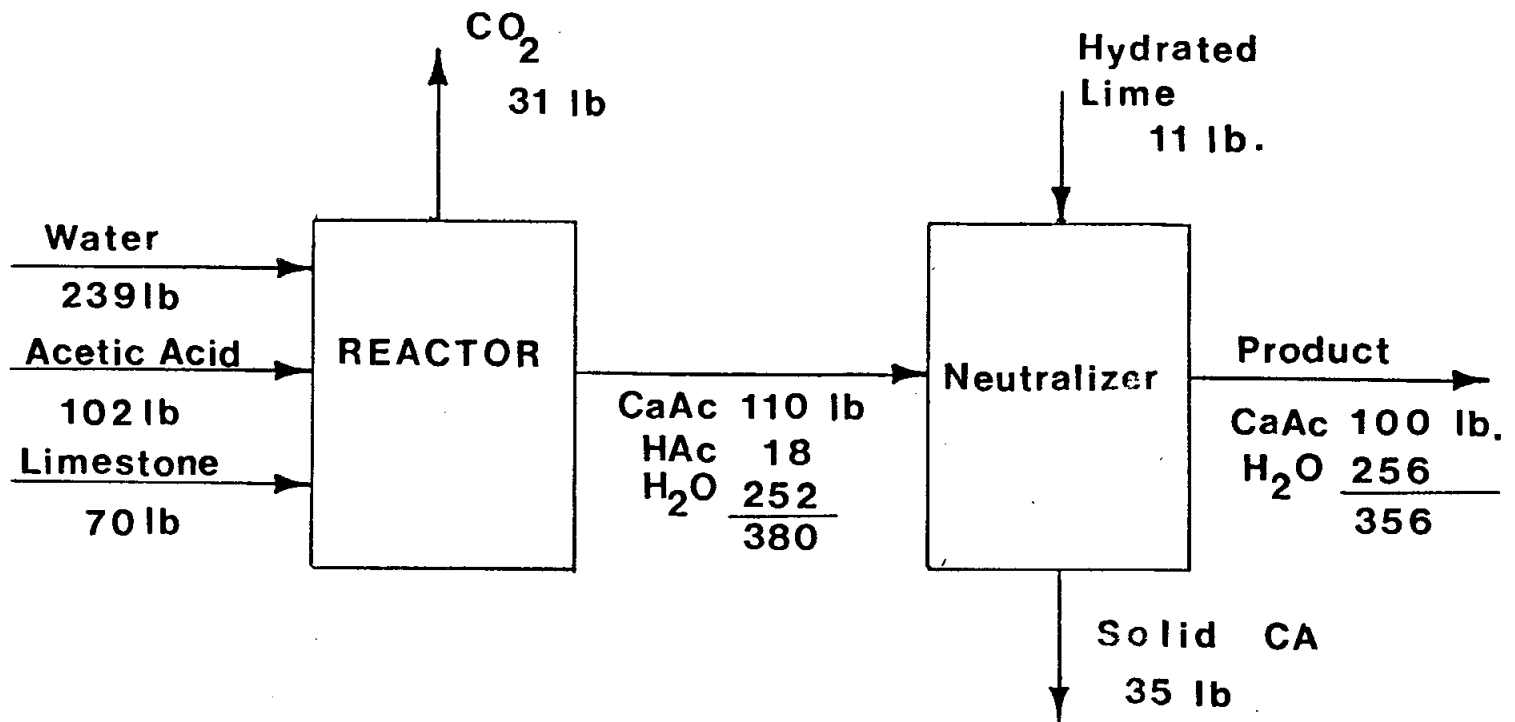 CO2
31 lb
Hydrated
Lime
11 lb.
Water
239 lb
Acetic Acid
102 lb
Limestone
70 lb
REACTOR
CaAc 110 lb
HAc 18
H2O 252
380
Neutralizer
Product
CaAc 100 lb.
H2O 256
356
Solid CA
35 lb